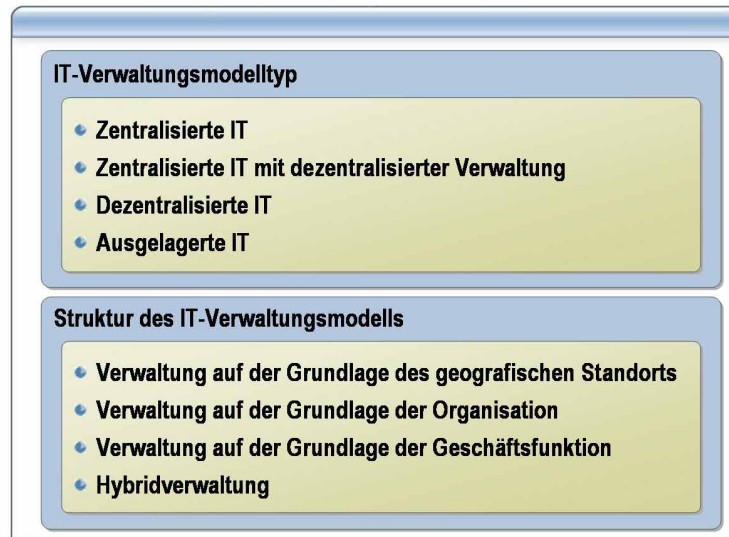 IT-Verwaltungsmodelltyp
Zentralisierte IT
Zentralisierte IT mit dezentralisierter Verwaltung
Dezentralisierte IT
Ausgelagerte IT
Struktur des IT-Verwaltungsmodells
Verwaltung auf der Grundlage des geografischen Standorts
Verwaltung auf der Grundlage der Organisation
Verwaltung auf der Grundlage der Geschäftsfunktion
Hybridverwaltung